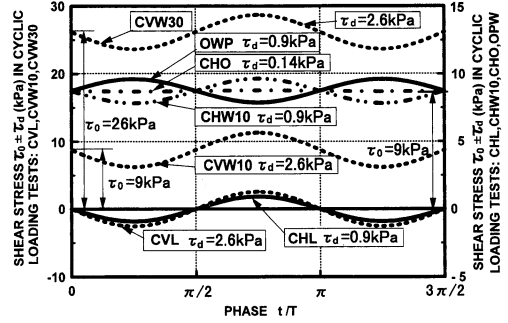 SHEAR STRESS τ₀±τd (kPa) IN CYCLIC
LOADING TESTS: CVL,CVW10,CVW30
30
20
10
0
-10
CVW30
τd=2.6kPa
OWP τd=0.9kPa
CHO τd=0.14kPa
CHW10 τd=0.9kPa
τ₀=26kPa
τ₀=9kPa
τ₀=9kPa
CVW10 τd=2.6kPa
CVL τd=2.6kPa
CHL τd=0.9kPa
15
10
5
0
-5
SHEAR STRESS τ₀±τd (kPa) IN CYCLIC
LOADING TESTS: CHL,CHW10,CHO,OPW
0
π/2
π
3π/2
PHASE t/T